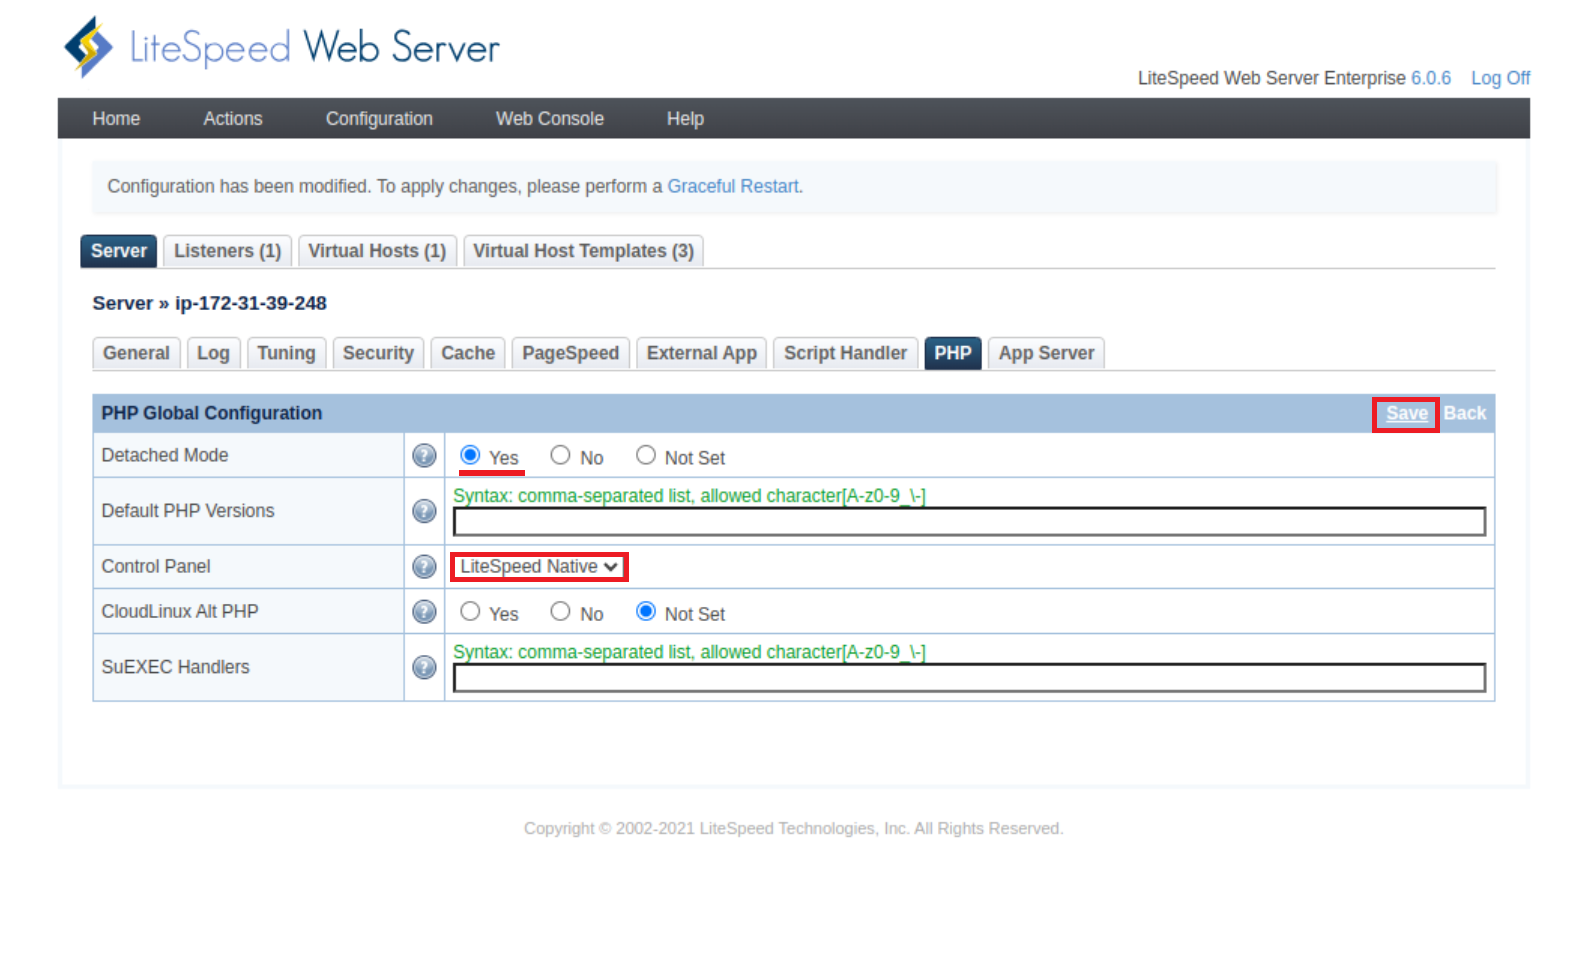 LiteSpeed Web Server
LiteSpeed Web Server Enterprise 6.0.6 Log Off
Home Actions Configuration Web Console Help
Configuration has been modified. To apply changes, please perform a Graceful Restart.
Server Listeners (1) Virtual Hosts (1) Virtual Host Templates (3)
Server » ip-172-31-39-248
General Log Tuning Security Cache PageSpeed External App Script Handler PHP App Server
PHP Global Configuration Save Back
Detached Mode ? Yes No Not Set
Syntax: comma-separated list, allowed character[A-z0-9_\-]
Default PHP Versions ?
Control Panel ? LiteSpeed Native
CloudLinux Alt PHP ? Yes No Not Set
Syntax: comma-separated list, allowed character[A-z0-9_\-]
SuEXEC Handlers ?
Copyright © 2002-2021 LiteSpeed Technologies, Inc. All Rights Reserved.